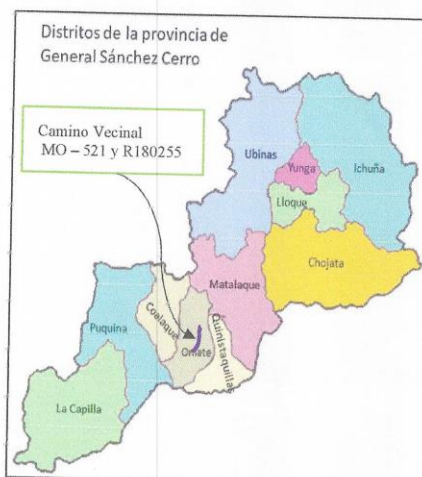 Distritos de la provincia de
General Sánchez Cerro
Camino Vecinal
MO – 521 y R180255
Ubinas
Yunga
Ichuña
Lloque
Chojata
Matalaque
Coalaque
Puquina
Omate
Quinistaquillas
La Capilla